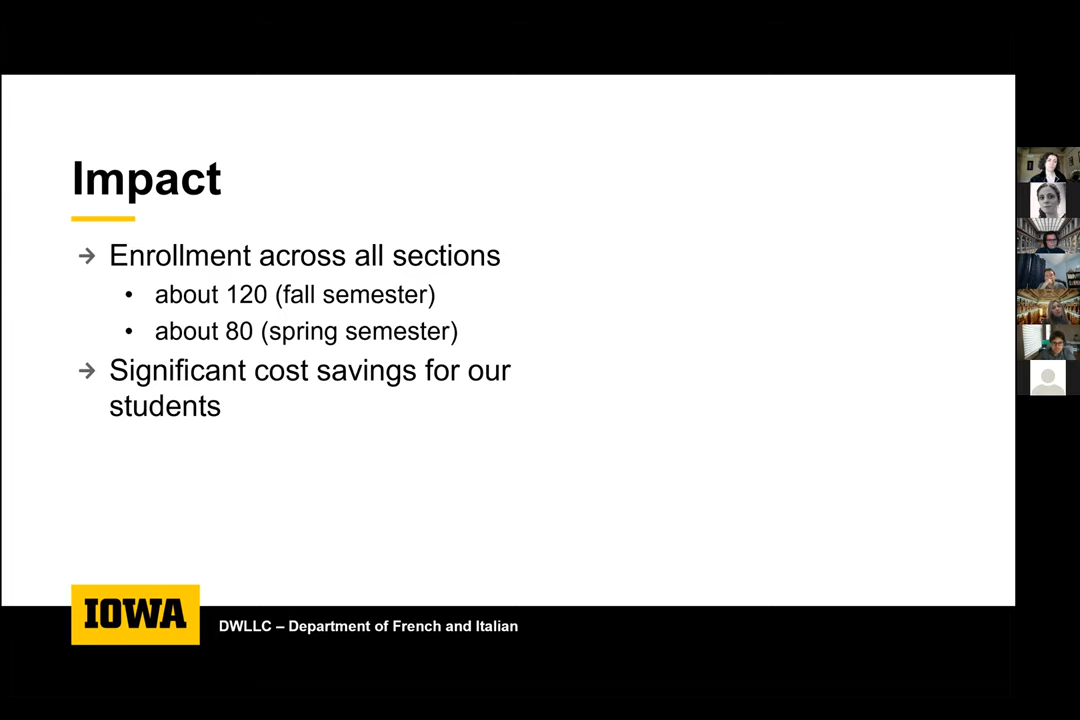 Impact
→ Enrollment across all sections
• about 120 (fall semester)
• about 80 (spring semester)
→ Significant cost savings for our
students
IOWA
DWLLC – Department of French and Italian